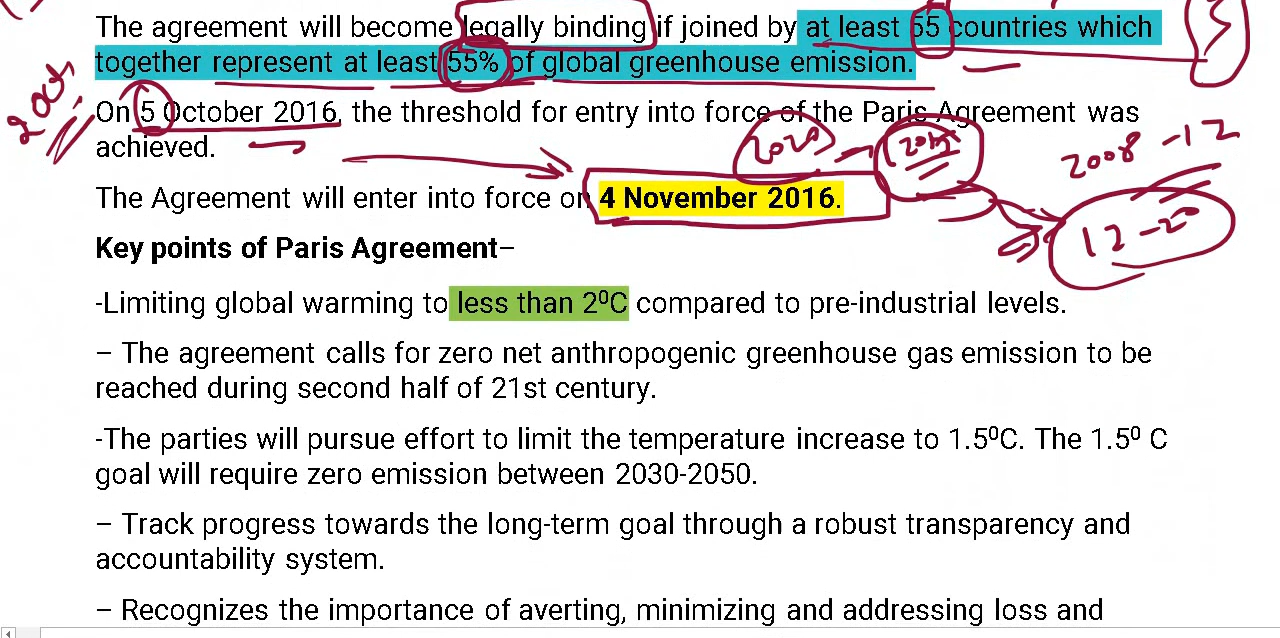 The agreement will become legally binding if joined by at least 55 countries which
together represent at least 55% of global greenhouse emission.
On 5 October 2016, the threshold for entry into force of the Paris Agreement was
achieved.
2020
2015
2008 -12
The Agreement will enter into force on 4 November 2016.
12-20
Key points of Paris Agreement–
-Limiting global warming to less than 2⁰C compared to pre-industrial levels.
– The agreement calls for zero net anthropogenic greenhouse gas emission to be
reached during second half of 21st century.
-The parties will pursue effort to limit the temperature increase to 1.5⁰C. The 1.5⁰ C
goal will require zero emission between 2030-2050.
– Track progress towards the long-term goal through a robust transparency and
accountability system.
– Recognizes the importance of averting, minimizing and addressing loss and